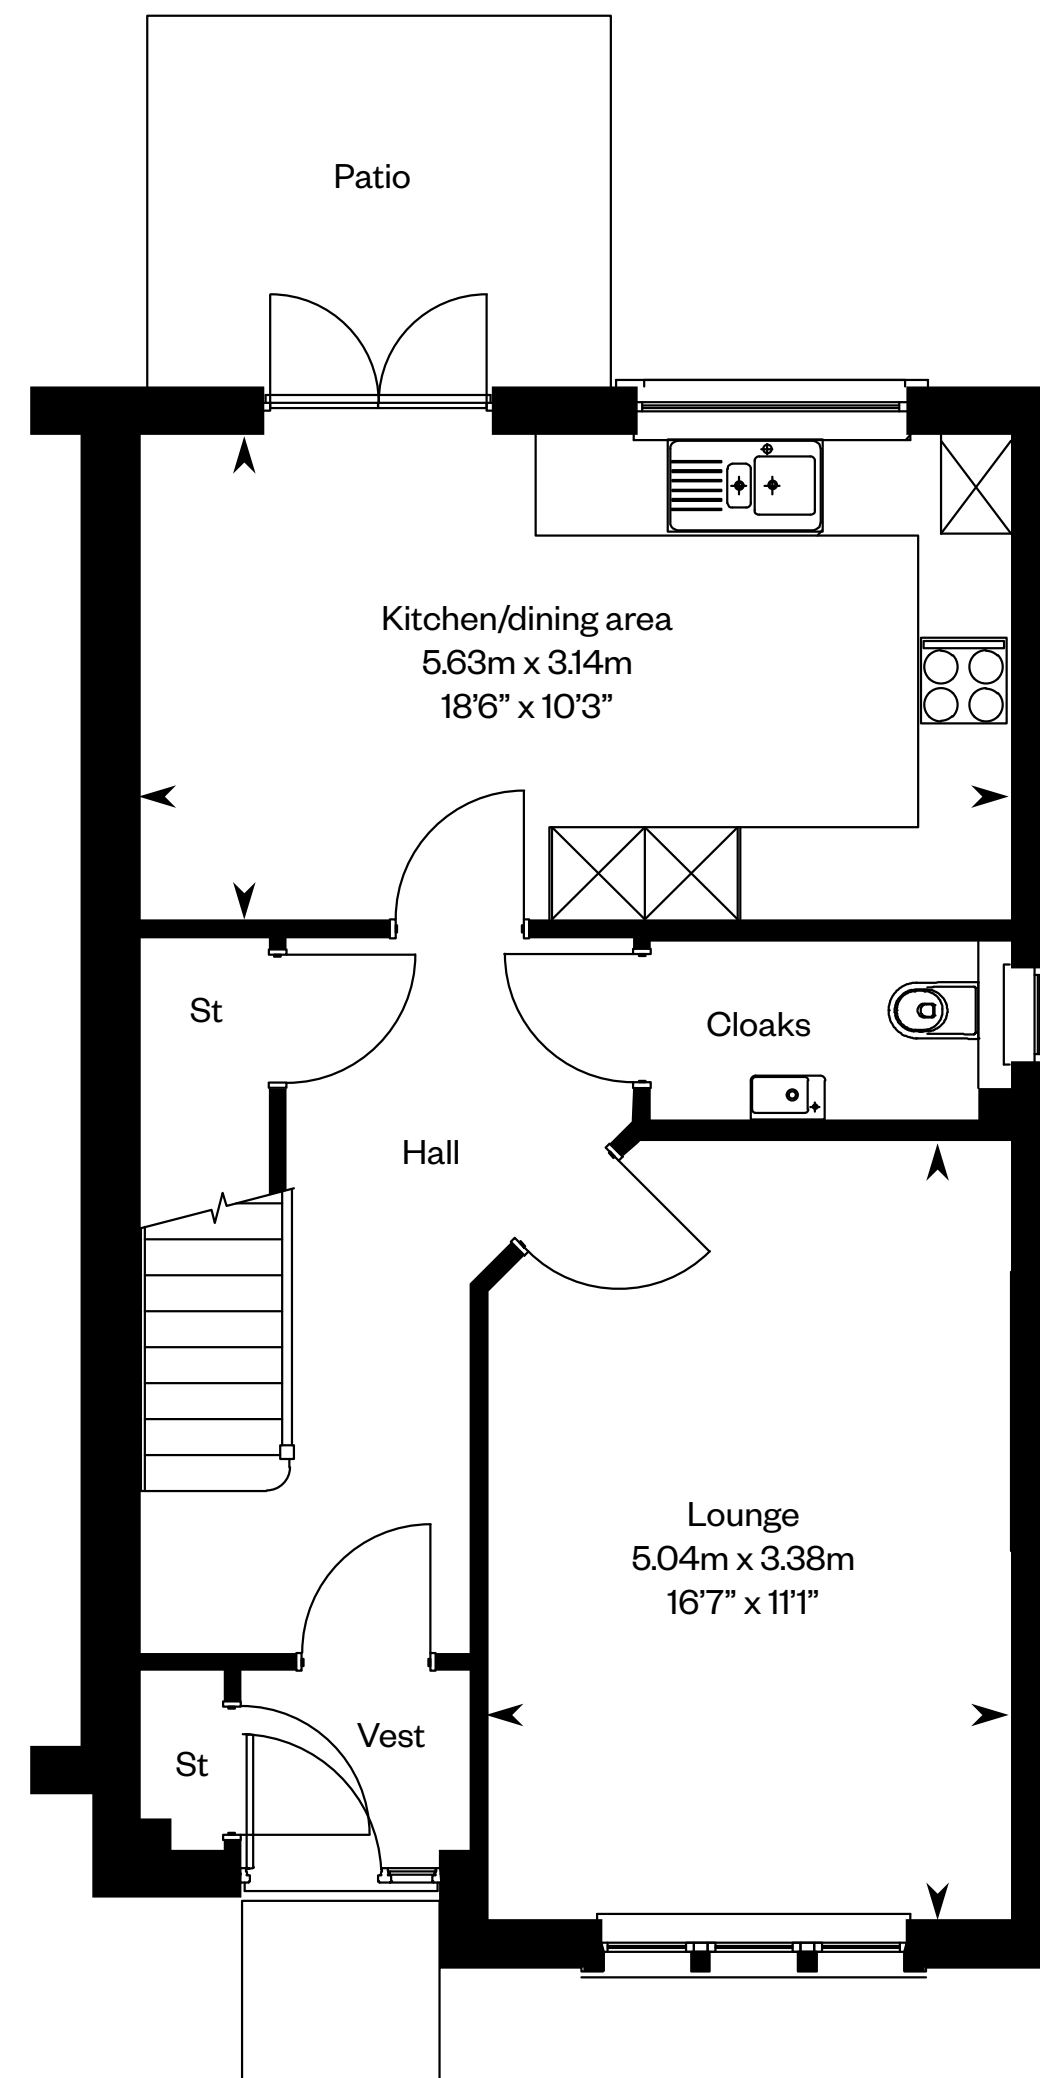 Patio
Kitchen/dining area
5.63m x 3.14m
18’6” x 10’3”
St
Cloaks
Hall
Lounge
5.04m x 3.38m
16’7” x 11’1”
Vest
St